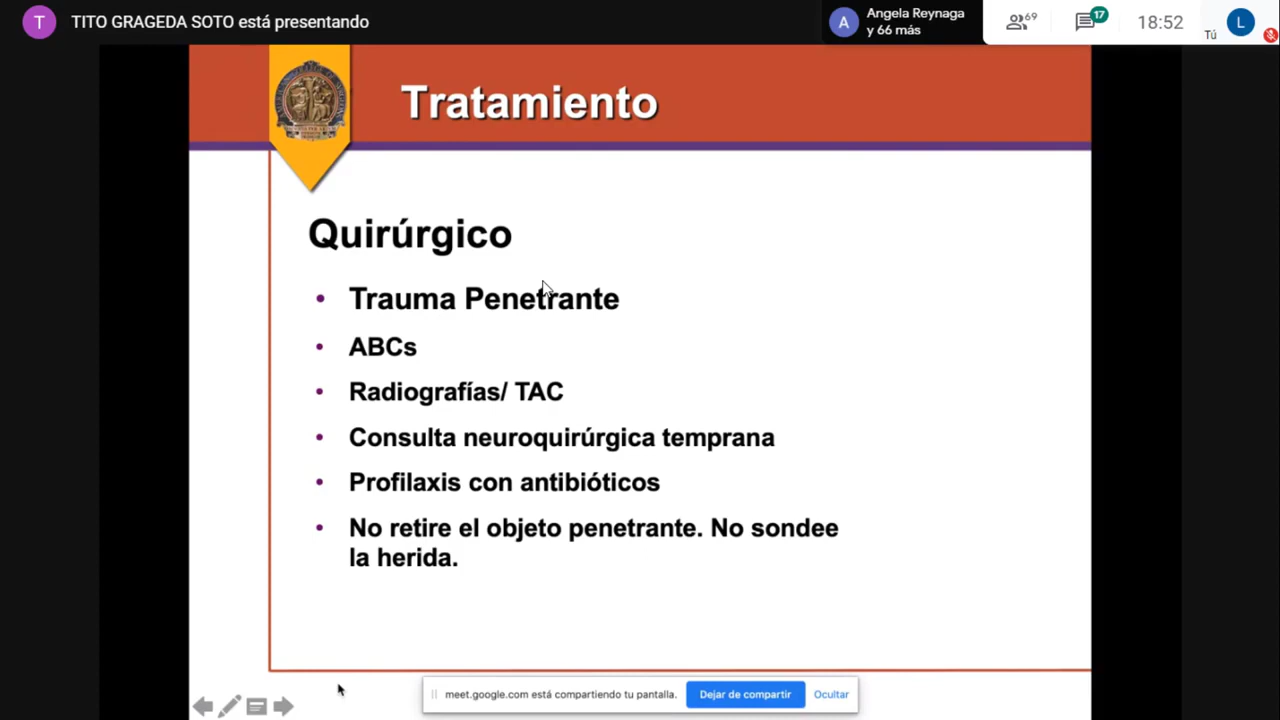 T TITO GRAGEDA SOTO está presentando
A Angela Reynaga
y 66 más
69
17
18:52
Tú
L
Tratamiento
Quirúrgico
• Trauma Penetrante
• ABCs
• Radiografías/ TAC
• Consulta neuroquirúrgica temprana
• Profilaxis con antibióticos
• No retire el objeto penetrante. No sondee
la herida.
meet.google.com está compartiendo tu pantalla.
Dejar de compartir
Ocultar